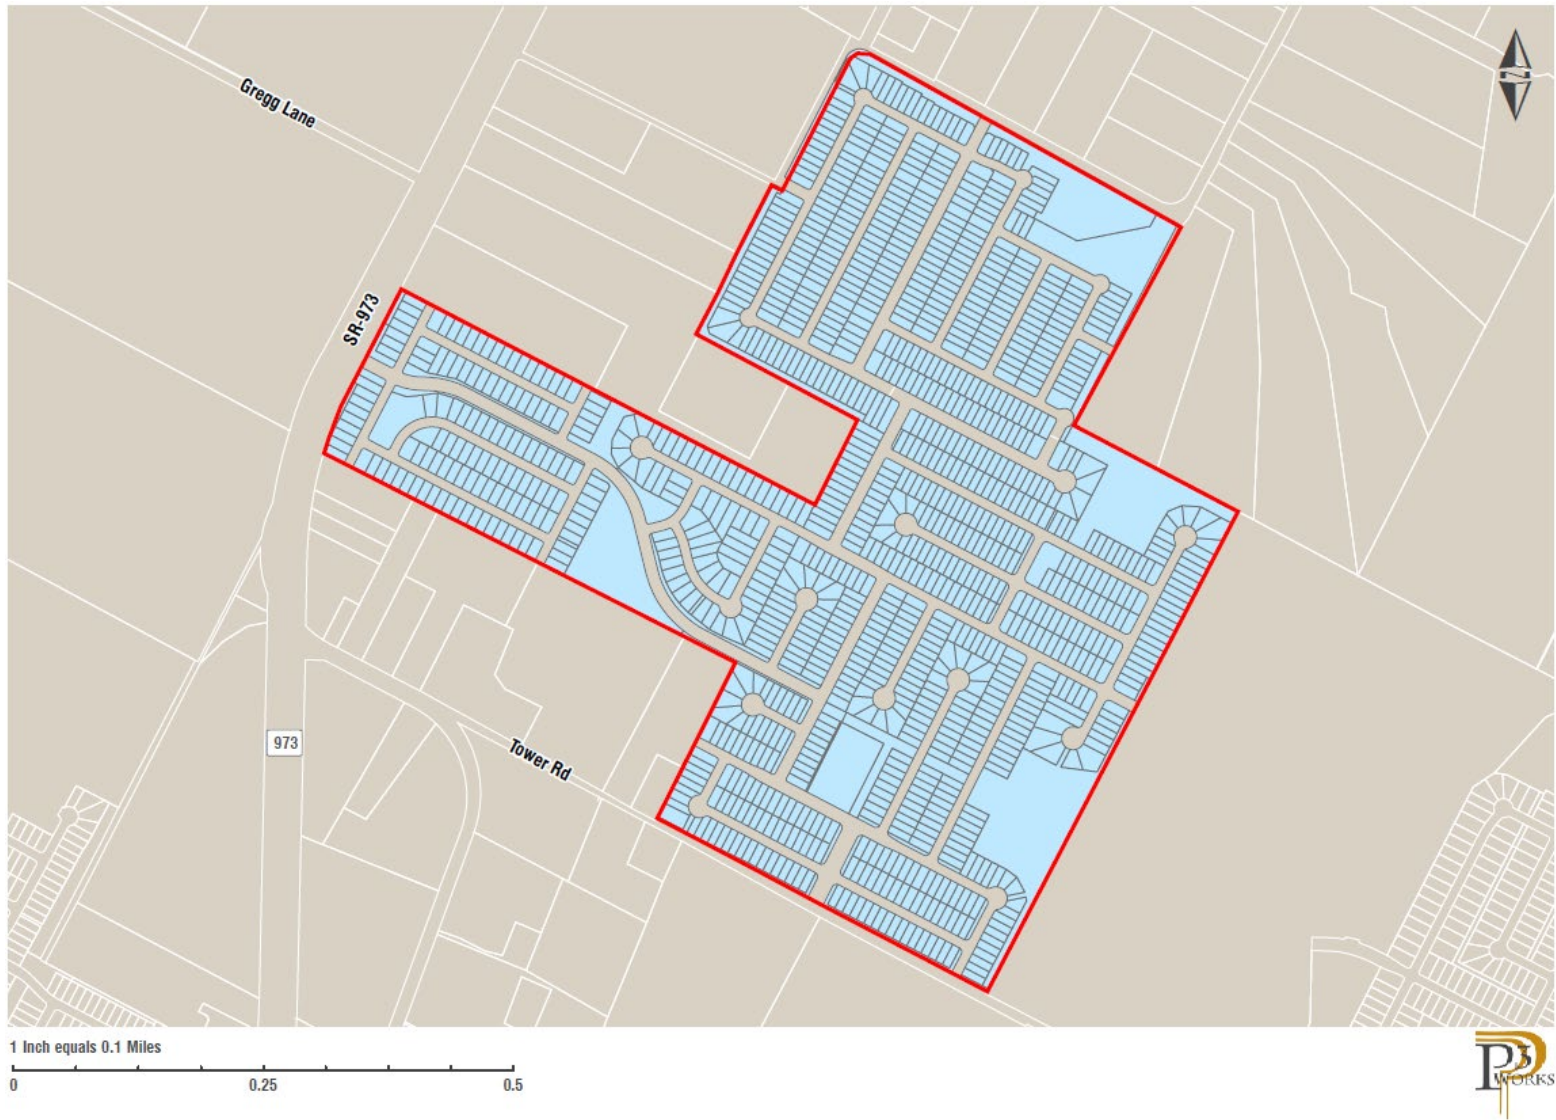 Gregg Lane
N
SR-973
973
Tower Rd
1 Inch equals 0.1 Miles
0
0.25
0.5
P3
WORKS